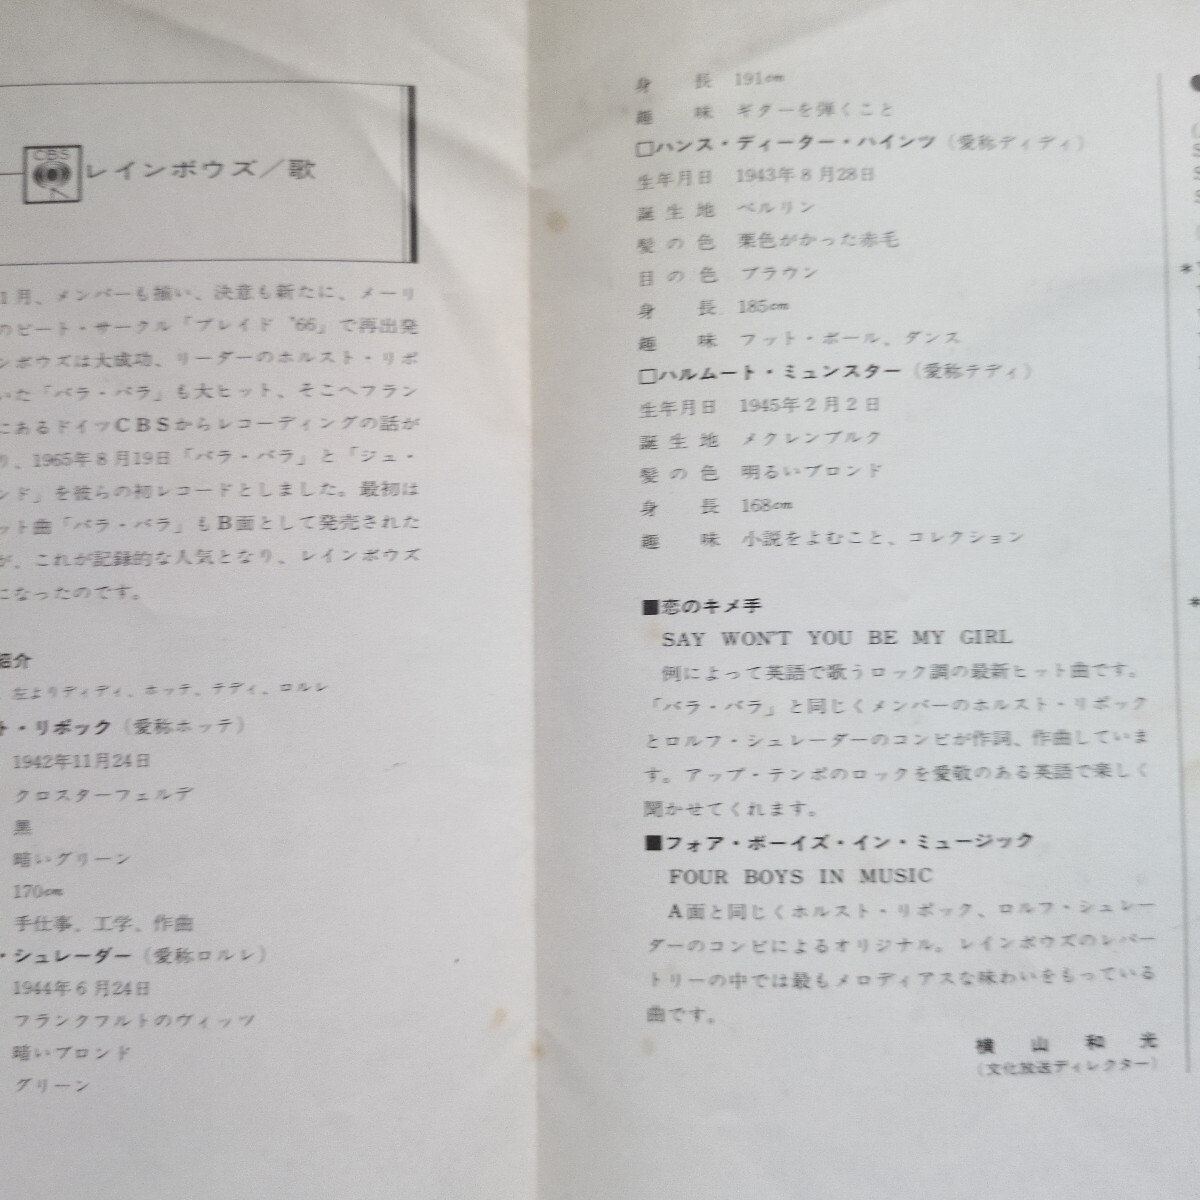 CBS
レインボウズ／歌
1月、メンバーも揃い、決意も新たに、メーリ
のビート・サークル「プレイド '66」で再出発
ンボウズは大成功、リーダーのホルスト・リポ
いた「バラ・バラ」も大ヒット、そこへフラン
にあるドイツCBSからレコーディングの話が
り、1965年8月19日「バラ・バラ」と「ジュ・
ンド」を彼らの初レコードとしました。最初は
ット曲「バラ・バラ」もB面として発売された
が、これが記録的な人気となり、レインボウズ
になったのです。
紹介
左よりディディ、ホッテ、テディ、ロルレ
ト・リポック（愛称ホッテ）
1942年11月24日
クロスターフェルデ
黒
暗いグリーン
170cm
手仕事、工学、作曲
・シュレーダー（愛称ロルレ）
1944年6月24日
フランクフルトのヴィッツ
暗いブロンド
グリーン
身長 191cm
趣味 ギターを弾くこと
□ハンス・ディーター・ハインツ（愛称ディディ）
生年月日 1943年8月28日
誕生地 ベルリン
髪の色 栗色がかった赤毛
目の色 ブラウン
身長 185cm
趣味 フット・ボール、ダンス
□ハルムート・ミュンスター（愛称テディ）
生年月日 1945年2月2日
誕生地 メクレンブルク
髪の色 明るいブロンド
身長 168cm
趣味 小説をよむこと、コレクション
■恋のキメ手
SAY WON'T YOU BE MY GIRL
例によって英語で歌うロック調の最新ヒット曲です。
「バラ・バラ」と同じくメンバーのホルスト・リポック
とロルフ・シュレーダーのコンビが作詞、作曲していま
す。アップ・テンポのロックを愛敬のある英語で楽しく
聞かせてくれます。
■フォア・ボーイズ・イン・ミュージック
FOUR BOYS IN MUSIC
A面と同じくホルスト・リポック、ロルフ・シュレー
ダーのコンビによるオリジナル。レインボウズのレパー
トリーの中では最もメロディアスな味わいをもっている
曲です。
横山和光
（文化放送ディレクター）